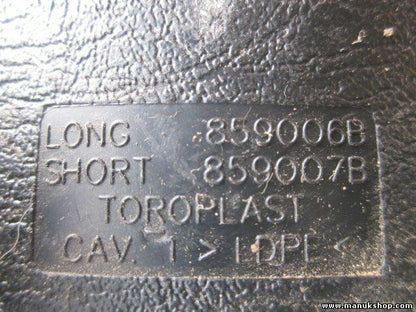 LONG 859006B
SHORT 859007B
TOROPLAST
CAV. 1 >LDPE<
www.manukshop.com